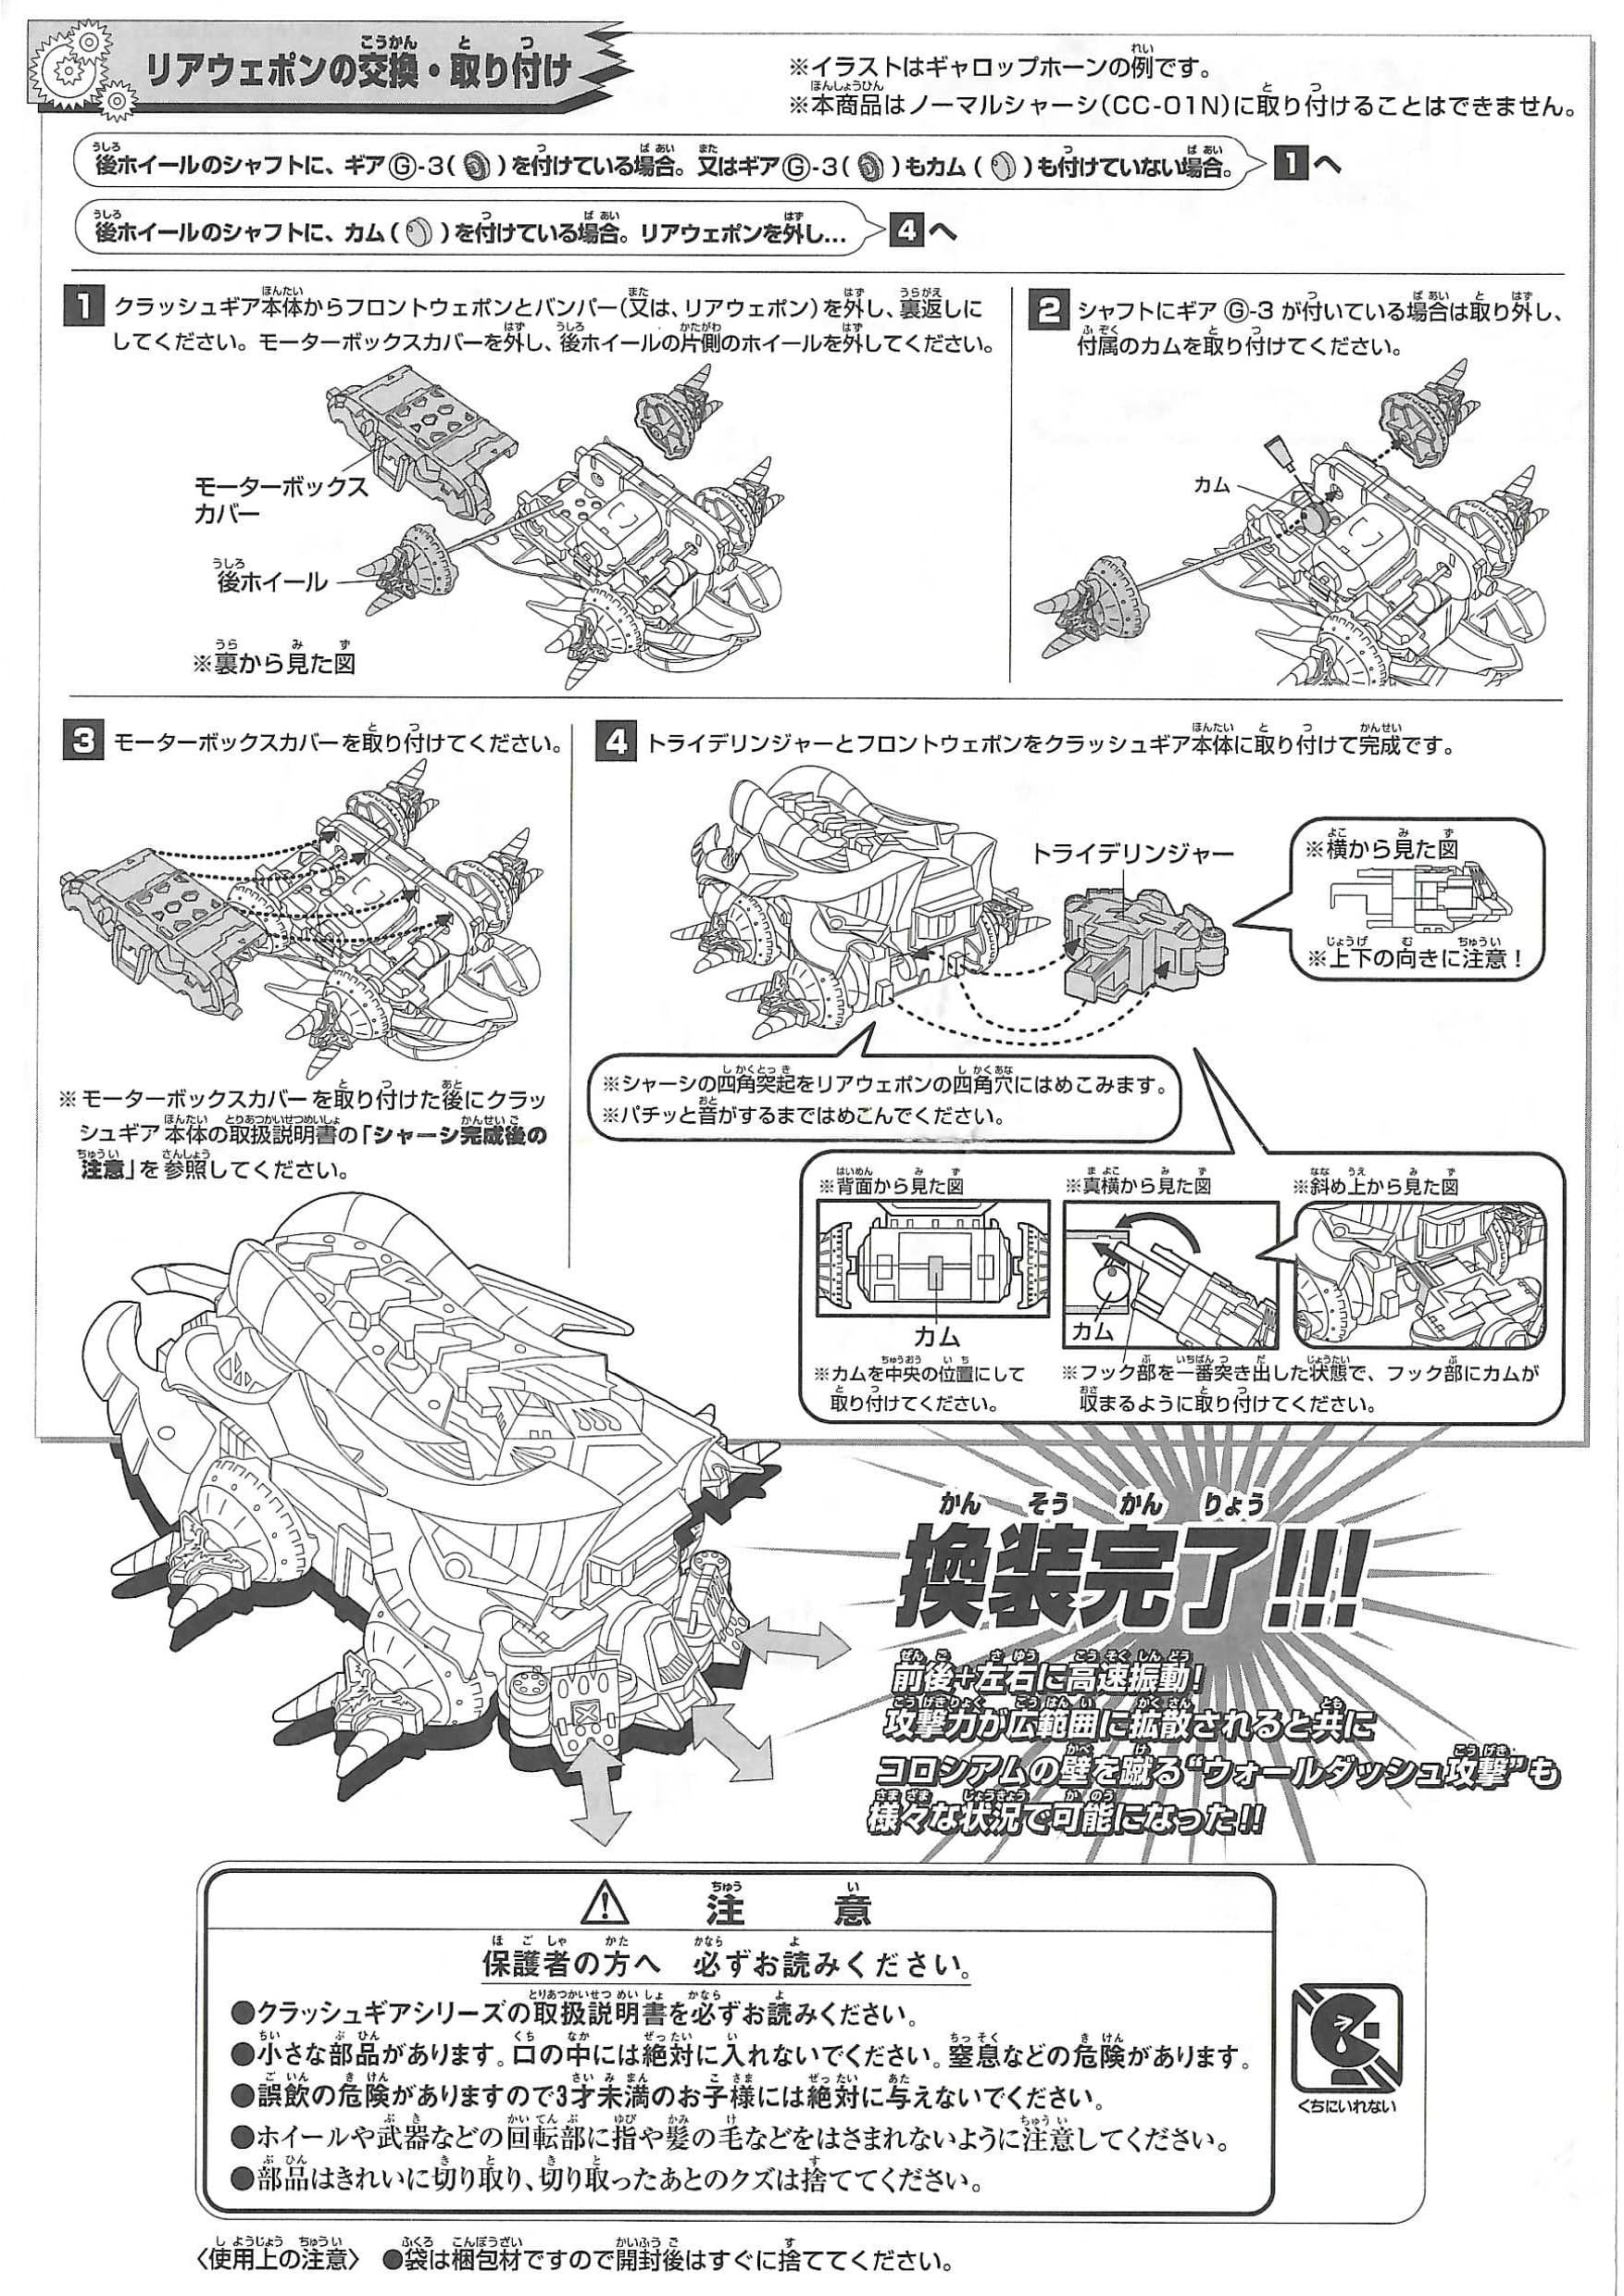 リアウェポンの交換・取り付け
※イラストはギャロップホーンの例です。
※本商品はノーマルシャーシ(CC-01N)に取り付けることはできません。
後ホイールのシャフトに、ギアⒼ-3( )を付けている場合。又はギアⒼ-3( )もカム( )も付けていない場合。 1へ
後ホイールのシャフトに、カム( )を付けている場合。リアウェポンを外し... 4へ
1 クラッシュギア本体からフロントウェポンとバンパー(又は、リアウェポン)を外し、裏返しに
してください。モーターボックスカバーを外し、後ホイールの片側のホイールを外してください。
モーターボックス
カバー
後ホイール
※裏から見た図
2 シャフトにギアⒼ-3 が付いている場合は取り外し、
付属のカムを取り付けてください。
カム
3 モーターボックスカバーを取り付けてください。
※モーターボックスカバーを取り付けた後にクラッ
シュギア本体の取扱説明書の「シャーシ完成後の
注意」を参照してください。
4 トライデリンジャーとフロントウェポンをクラッシュギア本体に取り付けて完成です。
トライデリンジャー
※横から見た図
※上下の向きに注意!
※シャーシの四角突起をリアウェポンの四角穴にはめこみます。
※パチッと音がするまではめこんでください。
※背面から見た図
カム
※カムを中央の位置にして
取り付けてください。
※真横から見た図
カム
※斜め上から見た図
※フック部を一番突き出した状態で、フック部にカムが
収まるように取り付けてください。
かん そう かん りょう
換装完了!!!
前後+左右に高速振動!
攻撃力が広範囲に拡散されると共に
コロシアムの壁を蹴る“ウォールダッシュ攻撃”も
様々な状況で可能になった!!
注意
保護者の方へ 必ずお読みください。
●クラッシュギアシリーズの取扱説明書を必ずお読みください。
●小さな部品があります。口の中には絶対に入れないでください。窒息などの危険があります。
●誤飲の危険がありますので3才未満のお子様には絶対に与えないでください。
●ホイールや武器などの回転部に指や髪の毛などをはさまれないように注意してください。
●部品はきれいに切り取り、切り取ったあとのクズは捨ててください。
くちにいれない
〈使用上の注意〉 ●袋は梱包材ですので開封後はすぐに捨ててください。